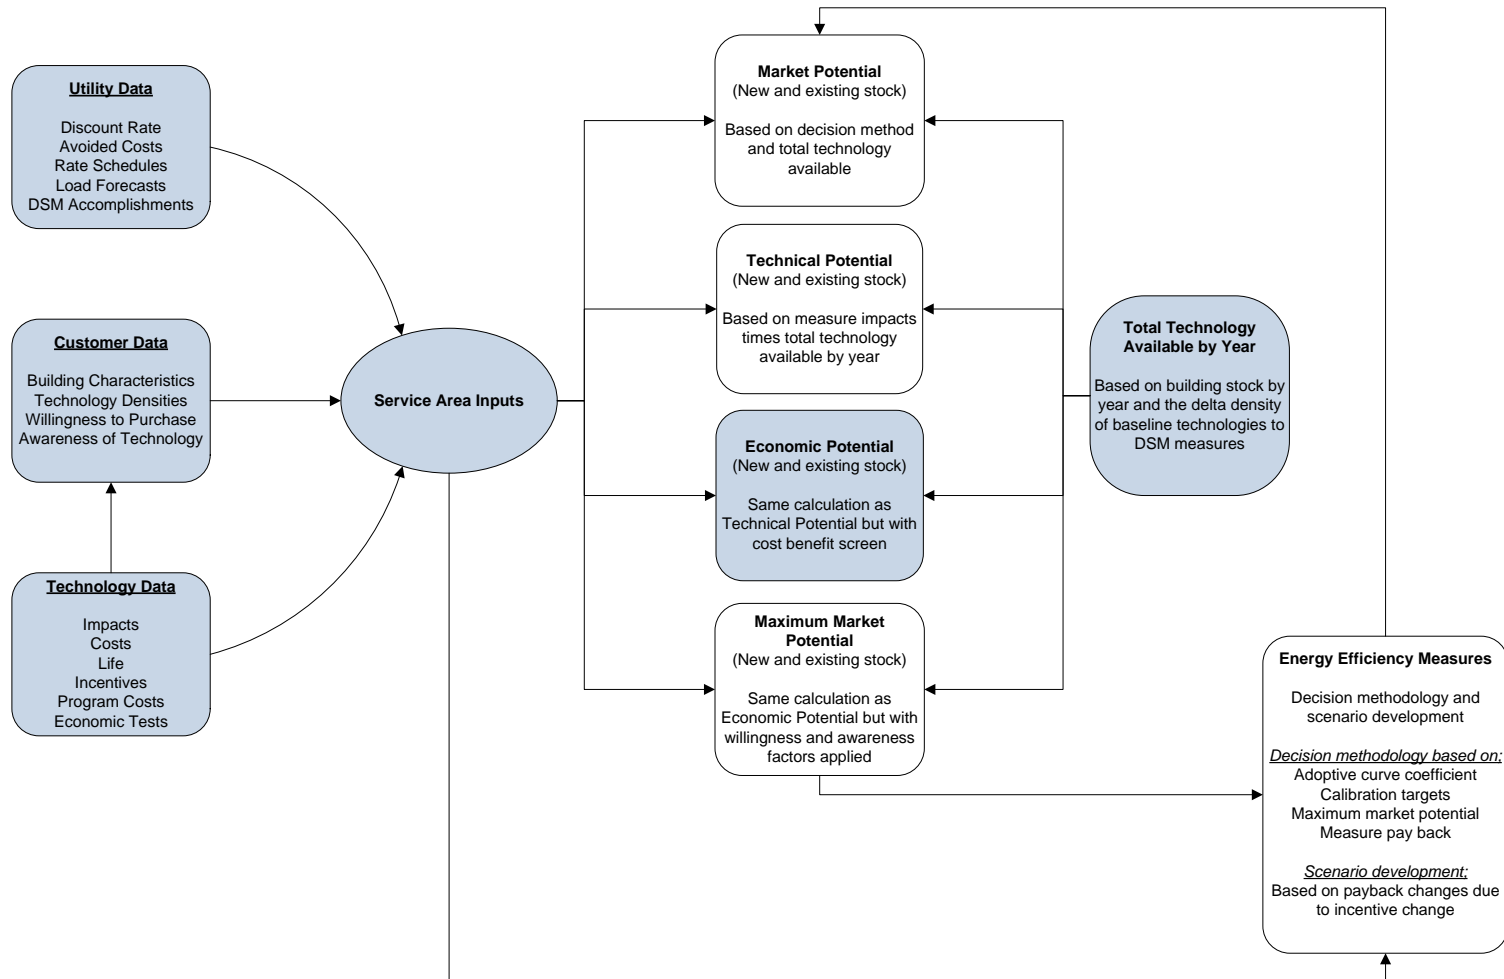 Utility Data
Discount Rate
Avoided Costs
Rate Schedules
Load Forecasts
DSM Accomplishments
Customer Data
Building Characteristics
Technology Densities
Willingness to Purchase
Awareness of Technology
Technology Data
Impacts
Costs
Life
Incentives
Program Costs
Economic Tests
Service Area Inputs
Market Potential
(New and existing stock)
Based on decision method
and total technology
available
Technical Potential
(New and existing stock)
Based on measure impacts
times total technology
available by year
Economic Potential
(New and existing stock)
Same calculation as
Technical Potential but with
cost benefit screen
Maximum Market
Potential
(New and existing stock)
Same calculation as
Economic Potential but with
willingness and awareness
factors applied
Total Technology
Available by Year
Based on building stock by
year and the delta density
of baseline technologies to
DSM measures
Energy Efficiency Measures
Decision methodology and
scenario development
Decision methodology based on;
Adoptive curve coefficient
Calibration targets
Maximum market potential
Measure pay back
Scenario development;
Based on payback changes due
to incentive change